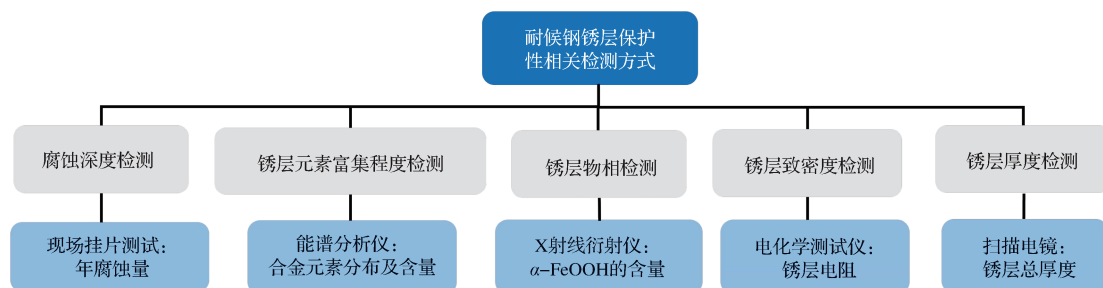 耐候钢锈层保护
性相关检测方式
腐蚀深度检测
锈层元素富集程度检测
锈层物相检测
锈层致密度检测
锈层厚度检测
现场挂片测试：
年腐蚀量
能谱分析仪：
合金元素分布及含量
X射线衍射仪：
α-FeOOH的含量
电化学测试仪：
锈层电阻
扫描电镜：
锈层总厚度